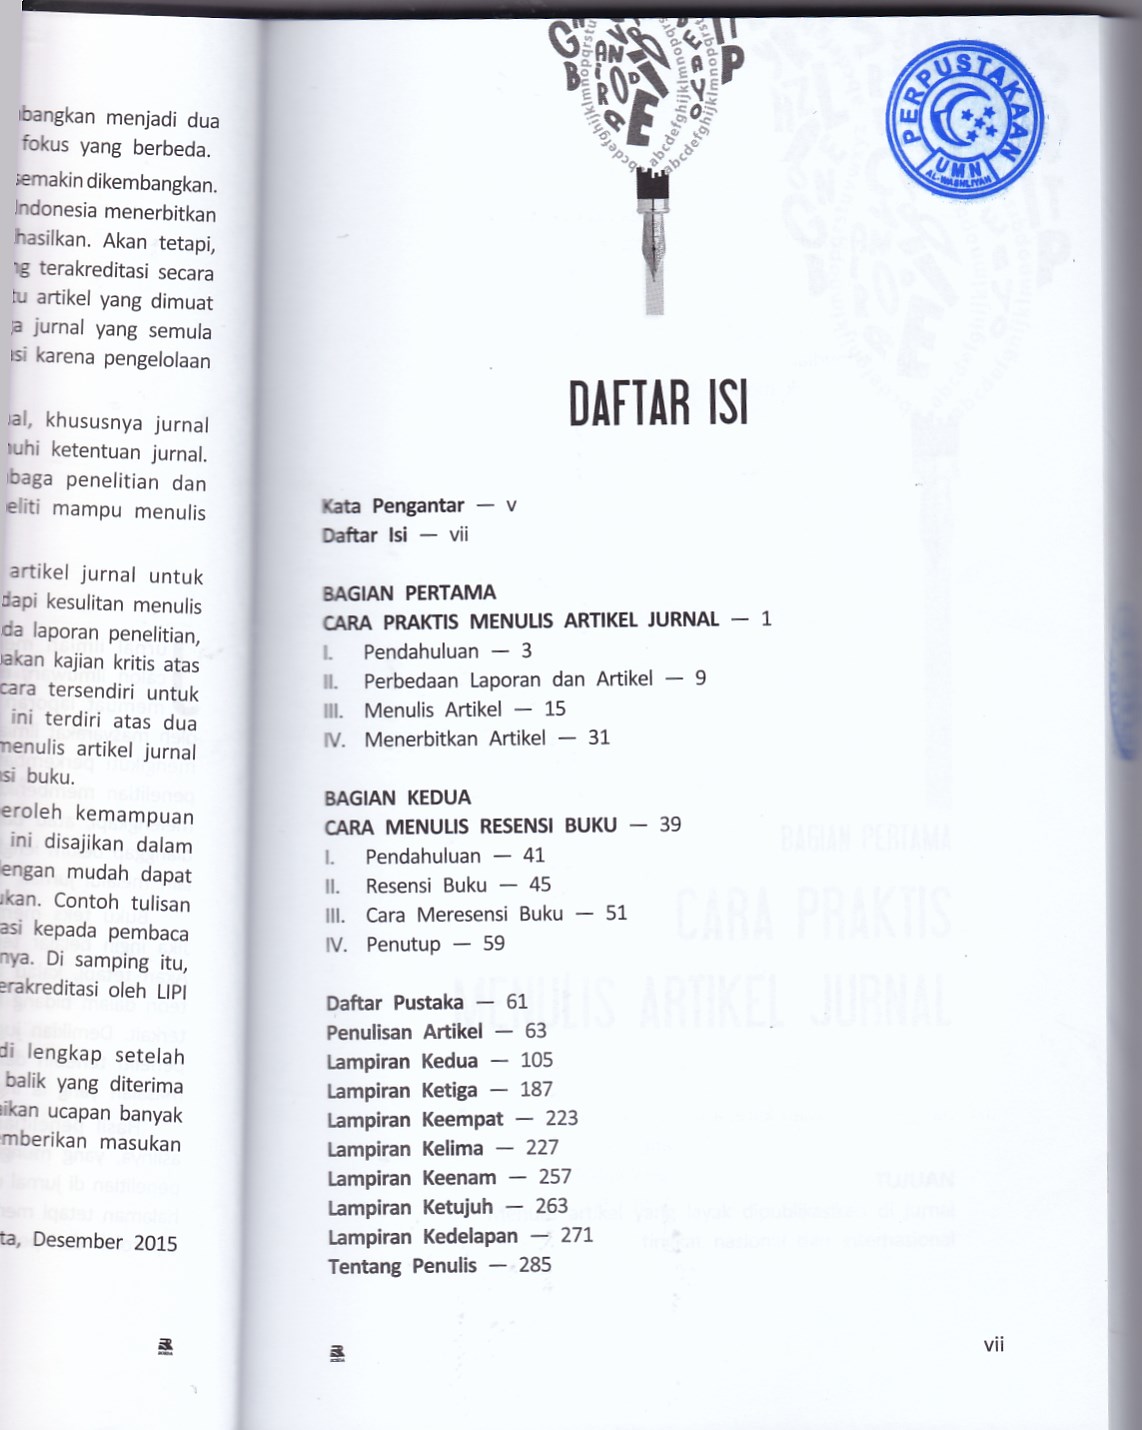 bangkan menjadi dua
fokus yang berbeda.
semakin dikembangkan.
Indonesia menerbitkan
hasilkan. Akan tetapi,
terakreditasi secara
artikel yang dimuat
jurnal yang semula
karena pengelolaan
khususnya jurnal
ketentuan jurnal.
penelitian dan
mampu menulis
artikel jurnal untuk
kesulitan menulis
laporan penelitian,
kajian kritis atas
cara tersendiri untuk
ini terdiri atas dua
menulis artikel jurnal
buku.
kemampuan
ini disajikan dalam
dengan mudah dapat
Contoh tulisan
kepada pembaca
Di samping itu,
terakreditasi oleh LIPI
lengkap setelah
balik yang diterima
ucapan banyak
masukan
Desember 2015
PERPUSTAKAAN
UMN
AL-WASHLIYAH
DAFTAR ISI
Kata Pengantar — v
Daftar Isi — vii
BAGIAN PERTAMA
CARA PRAKTIS MENULIS ARTIKEL JURNAL — 1
I. Pendahuluan — 3
II. Perbedaan Laporan dan Artikel — 9
III. Menulis Artikel — 15
IV. Menerbitkan Artikel — 31
BAGIAN KEDUA
CARA MENULIS RESENSI BUKU — 39
I. Pendahuluan — 41
II. Resensi Buku — 45
III. Cara Meresensi Buku — 51
IV. Penutup — 59
Daftar Pustaka — 61
Penulisan Artikel — 63
Lampiran Kedua — 105
Lampiran Ketiga — 187
Lampiran Keempat — 223
Lampiran Kelima — 227
Lampiran Keenam — 257
Lampiran Ketujuh — 263
Lampiran Kedelapan — 271
Tentang Penulis — 285
vii